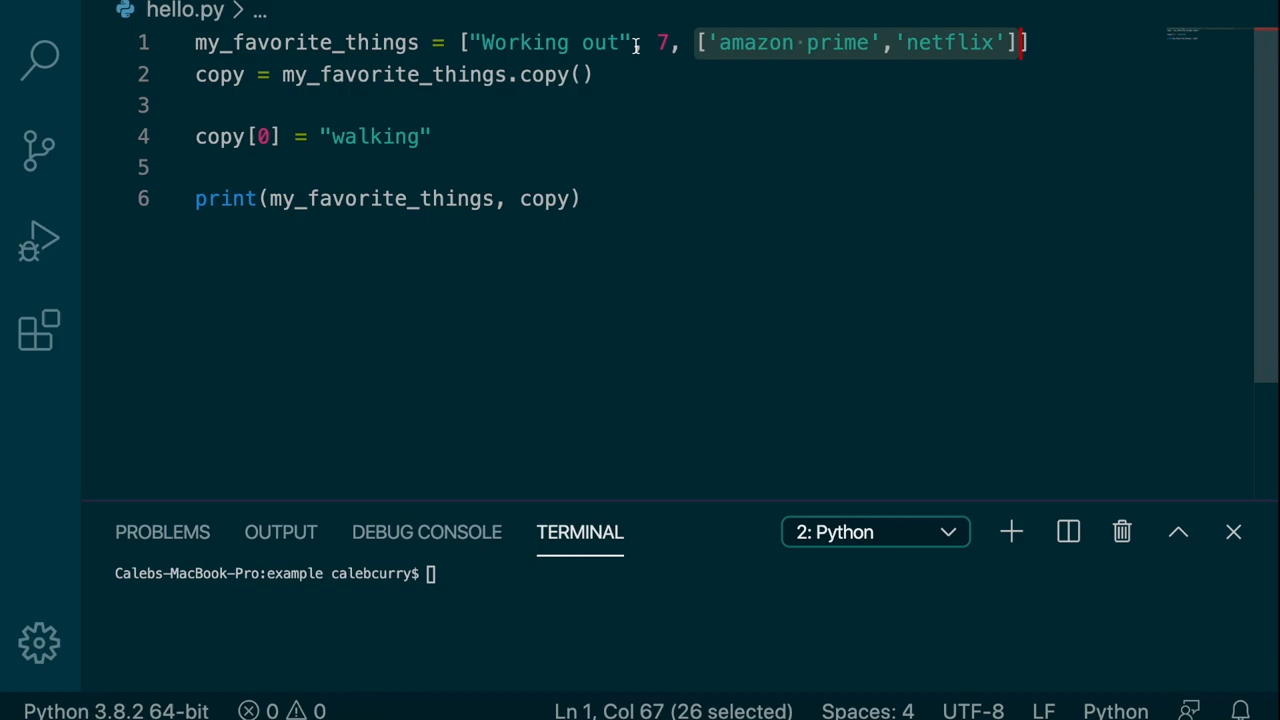 hello.py > ...
1 my_favorite_things = ["Working out", 7, ['amazon prime','netflix']]
2 copy = my_favorite_things.copy()
3
4 copy[0] = "walking"
5
6 print(my_favorite_things, copy)
PROBLEMS OUTPUT DEBUG CONSOLE TERMINAL 2: Python
Calebs-MacBook-Pro:example calebcurry$
Python 3.8.2 64-bit 0 0 Ln 1, Col 67 (26 selected) Spaces: 4 UTF-8 LF Python